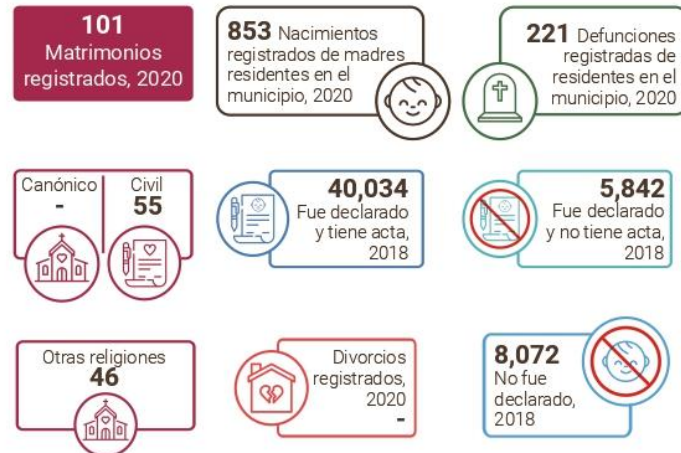 101
Matrimonios
registrados, 2020
853 Nacimientos
registrados de madres
residentes en el
municipio, 2020
221 Defunciones
registradas de
residentes en el
municipio, 2020
Canónico
-
Civil
55
40,034
Fue declarado
y tiene acta,
2018
5,842
Fue declarado
y no tiene acta,
2018
Otras religiones
46
Divorcios
registrados,
2020
-
8,072
No fue
declarado,
2018